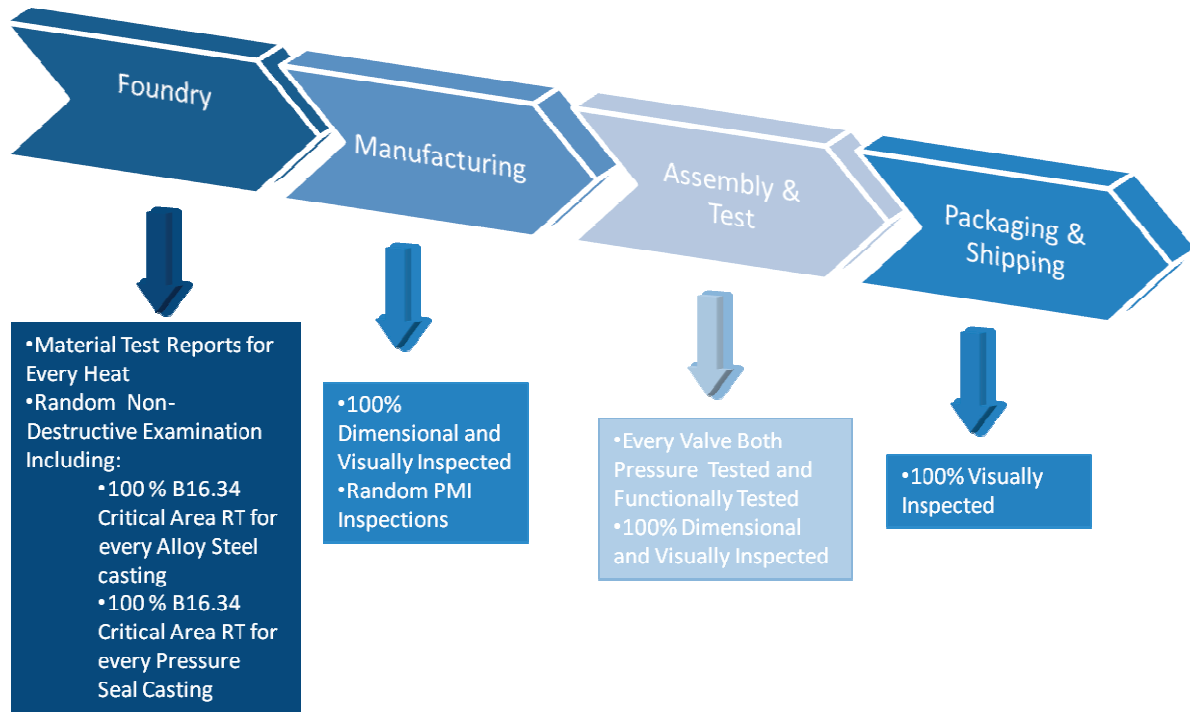 Foundry
Manufacturing
Assembly &
Test
Packaging &
Shipping
•Material Test Reports for
Every Heat
•Random Non-
Destructive Examination
Including:
•100 % B16.34
Critical Area RT for
every Alloy Steel
casting
•100 % B16.34
Critical Area RT for
every Pressure
Seal Casting
•100%
Dimensional and
Visually Inspected
•Random PMI
Inspections
•Every Valve Both
Pressure Tested and
Functionally Tested
•100% Dimensional
and Visually Inspected
•100% Visually
Inspected